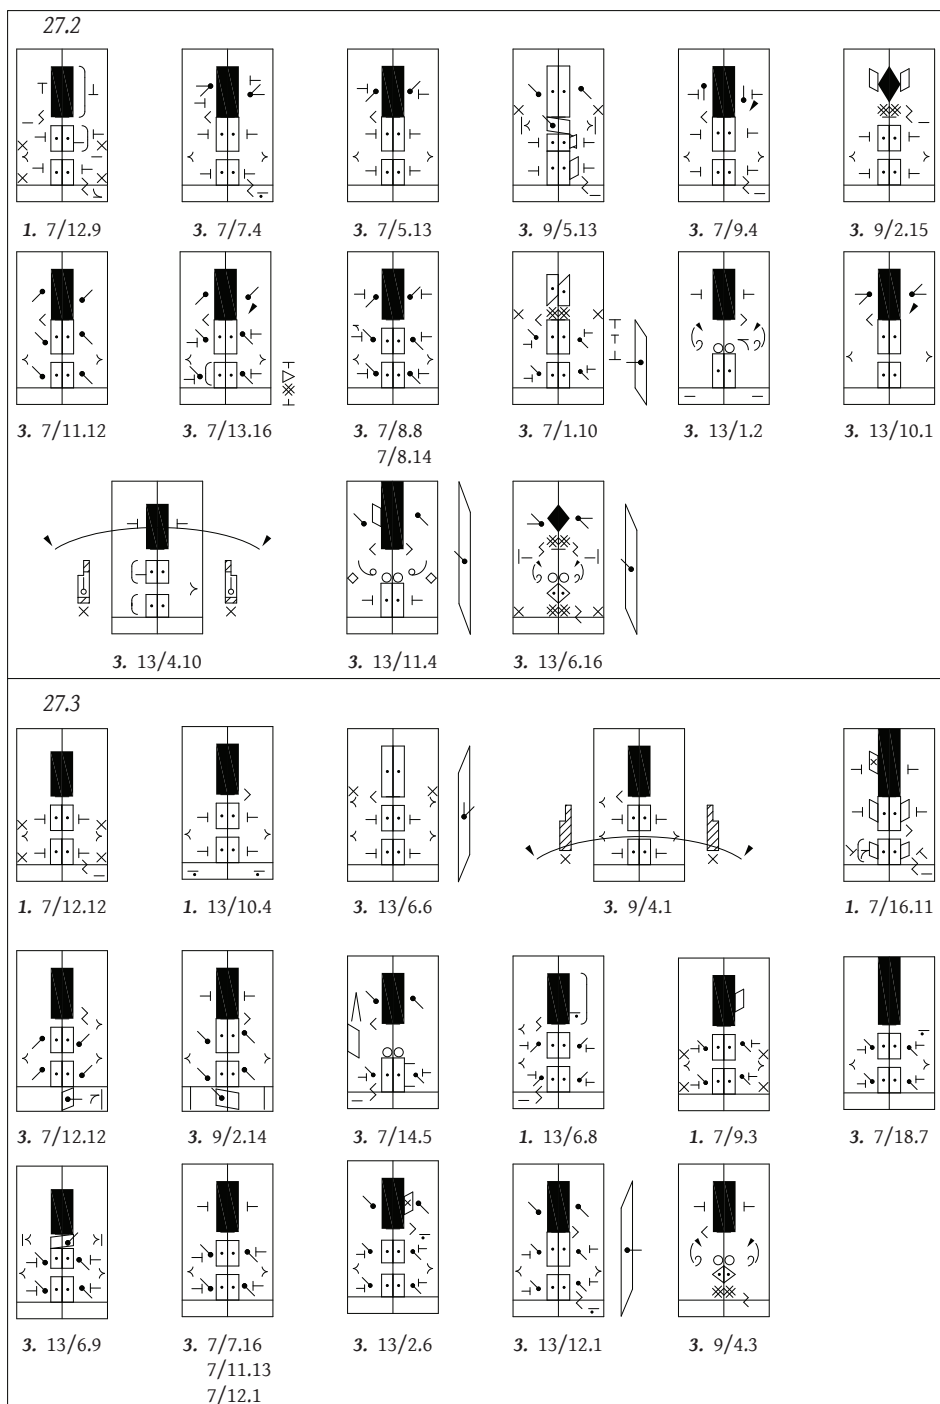 27.2
1. 7/12.9 3. 7/7.4 3. 7/5.13 3. 9/5.13 3. 7/9.4 3. 9/2.15
3. 7/11.12 3. 7/13.16 3. 7/8.8 3. 7/1.10 3. 13/1.2 3. 13/10.1
7/8.14
3. 13/4.10 3. 13/11.4 3. 13/6.16
27.3
1. 7/12.12 1. 13/10.4 3. 13/6.6 3. 9/4.1 1. 7/16.11
3. 7/12.12 3. 9/2.14 3. 7/14.5 1. 13/6.8 1. 7/9.3 3. 7/18.7
3. 13/6.9 3. 7/7.16 3. 13/2.6 3. 13/12.1 3. 9/4.3
7/11.13
7/12.1